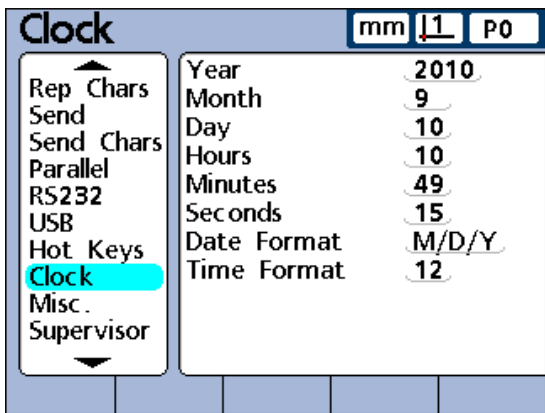 Clock
mm 1 P0
Rep Chars
Send
Send Chars
Parallel
RS232
USB
Hot Keys
Clock
Misc.
Supervisor
Year 2010
Month 9
Day 10
Hours 10
Minutes 49
Seconds 15
Date Format M/D/Y
Time Format 12